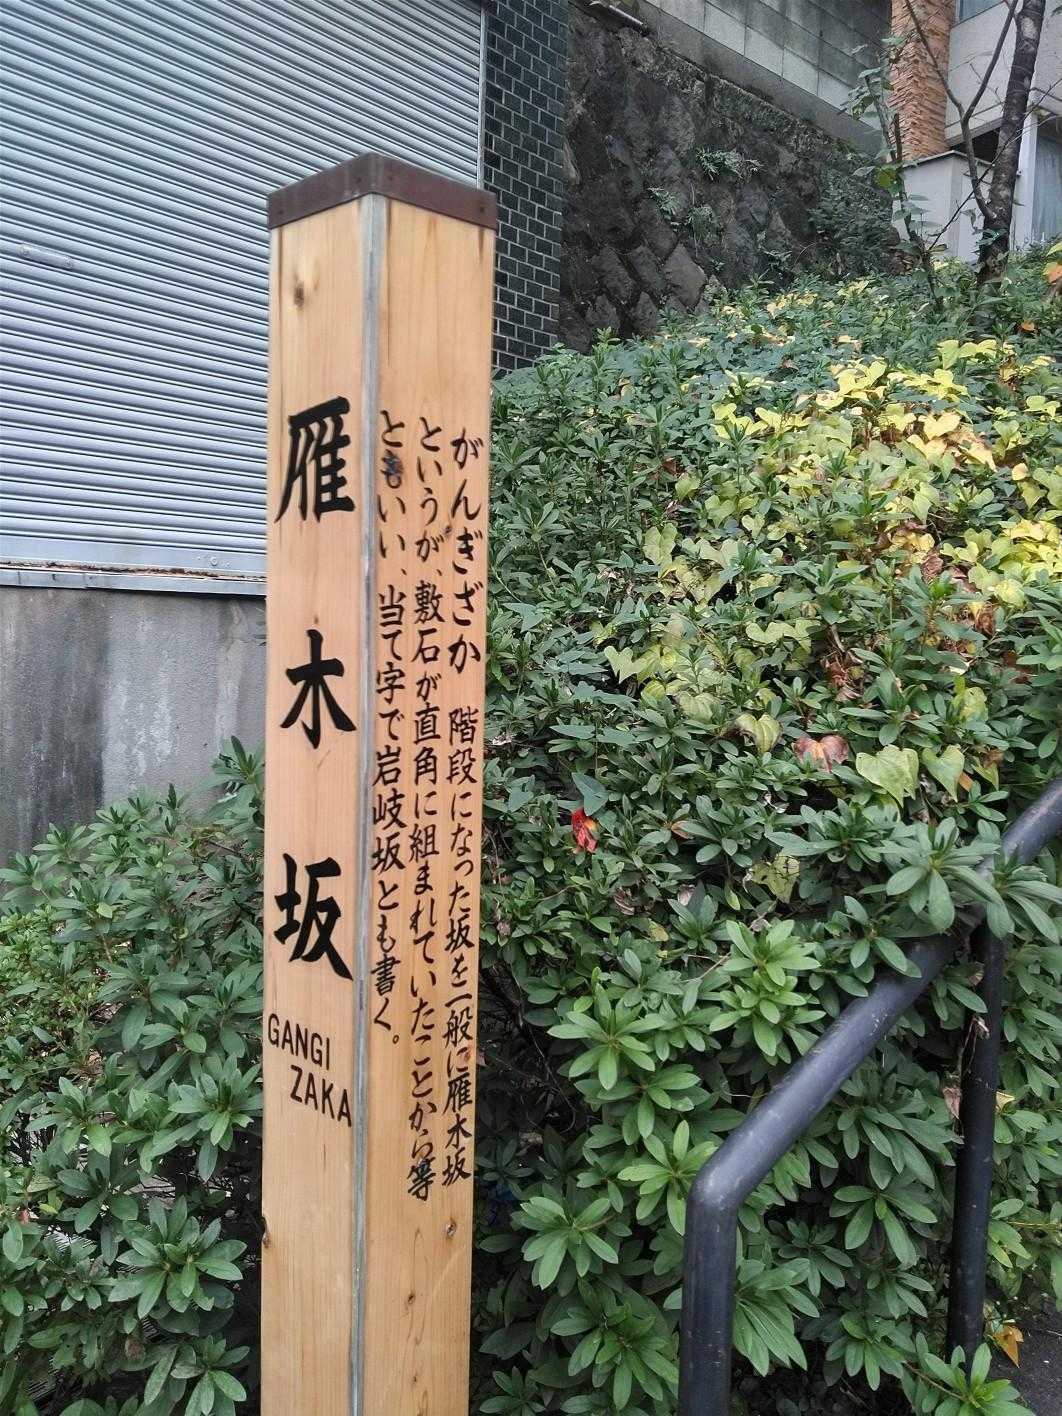 雁木坂
GANGI
ZAKA
がんぎざか 階段になった坂を一般に雁木坂
というが、敷石が直角に組まれていたことから等
ともいい、当て字で岩岐坂とも書く。